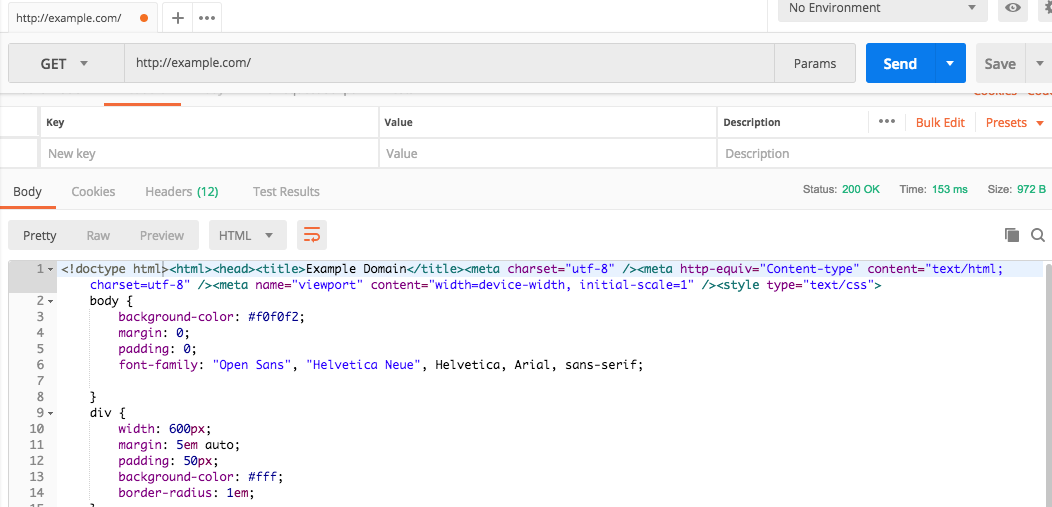 http://example.com/
No Environment
GET http://example.com/ Params Send Save
Key Value Description ••• Bulk Edit Presets
New key Value Description
Body Cookies Headers (12) Test Results Status: 200 OK Time: 153 ms Size: 972 B
Pretty Raw Preview HTML
1 <!doctype html><html><head><title>Example Domain</title><meta charset="utf-8" /><meta http-equiv="Content-type" content="text/html;
charset=utf-8" /><meta name="viewport" content="width=device-width, initial-scale=1" /><style type="text/css">
2 body {
3 background-color: #f0f0f2;
4 margin: 0;
5 padding: 0;
6 font-family: "Open Sans", "Helvetica Neue", Helvetica, Arial, sans-serif;
7
8 }
9 div {
10 width: 600px;
11 margin: 5em auto;
12 padding: 50px;
13 background-color: #fff;
14 border-radius: 1em;